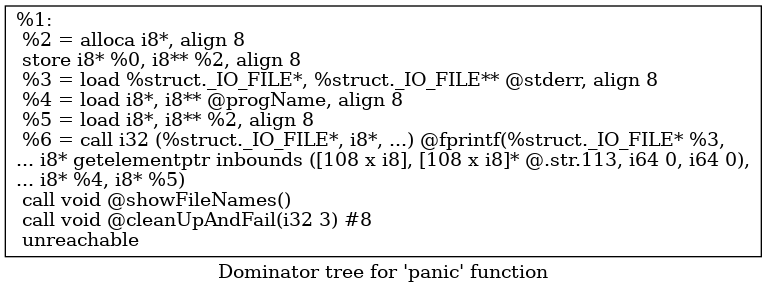 %1:
%2 = alloca i8*, align 8
store i8* %0, i8** %2, align 8
%3 = load %struct._IO_FILE*, %struct._IO_FILE** @stderr, align 8
%4 = load i8*, i8** @progName, align 8
%5 = load i8*, i8** %2, align 8
%6 = call i32 (%struct._IO_FILE*, i8*, ...) @fprintf(%struct._IO_FILE* %3,
... i8* getelementptr inbounds ([108 x i8], [108 x i8]* @.str.113, i64 0, i64 0),
... i8* %4, i8* %5)
call void @showFileNames()
call void @cleanUpAndFail(i32 3) #8
unreachable
Dominator tree for 'panic' function